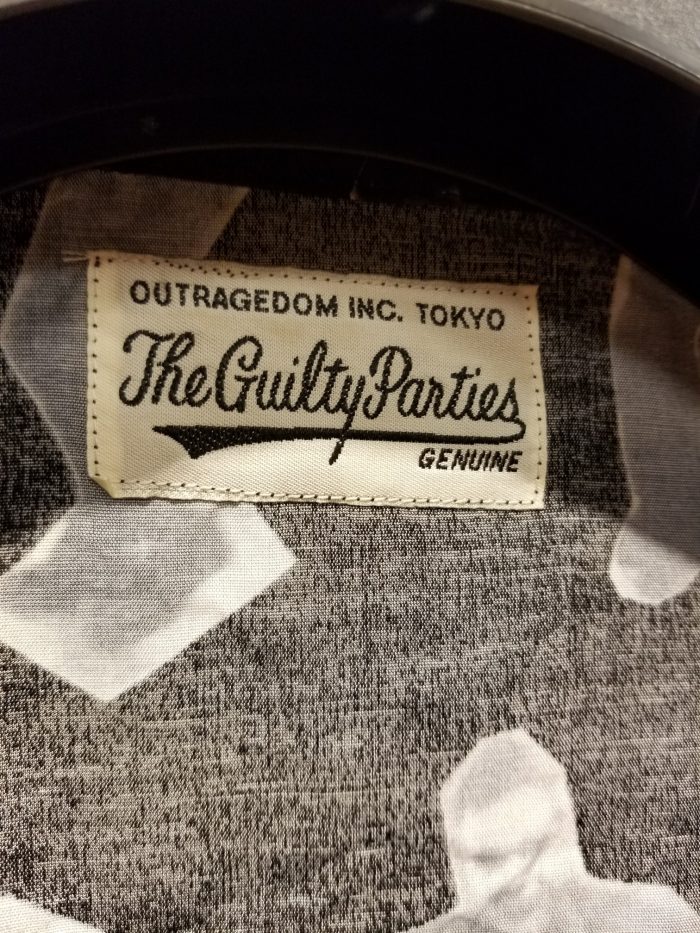 OUTRAGEDOM INC. TOKYO
The Guilty Parties
GENUINE